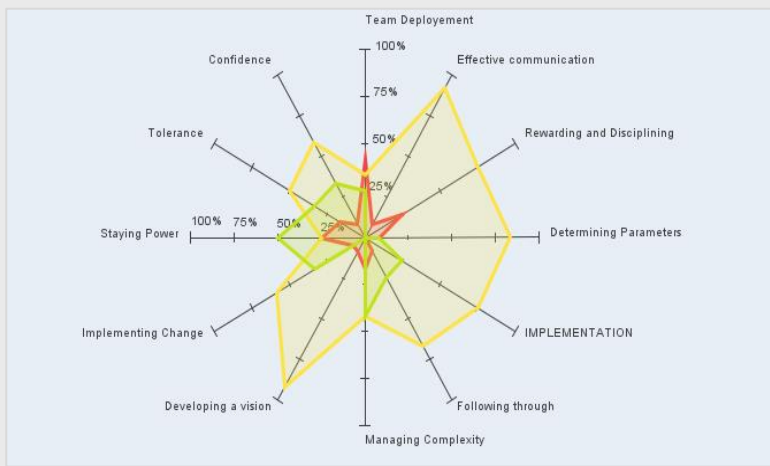 Team Deployement
100%
Confidence
Effective communication
75%
Tolerance
Rewarding and Disciplining
50%
25%
Staying Power
100%
75%
50%
25%
Determining Parameters
Implementing Change
IMPLEMENTATION
Developing a vision
Following through
Managing Complexity